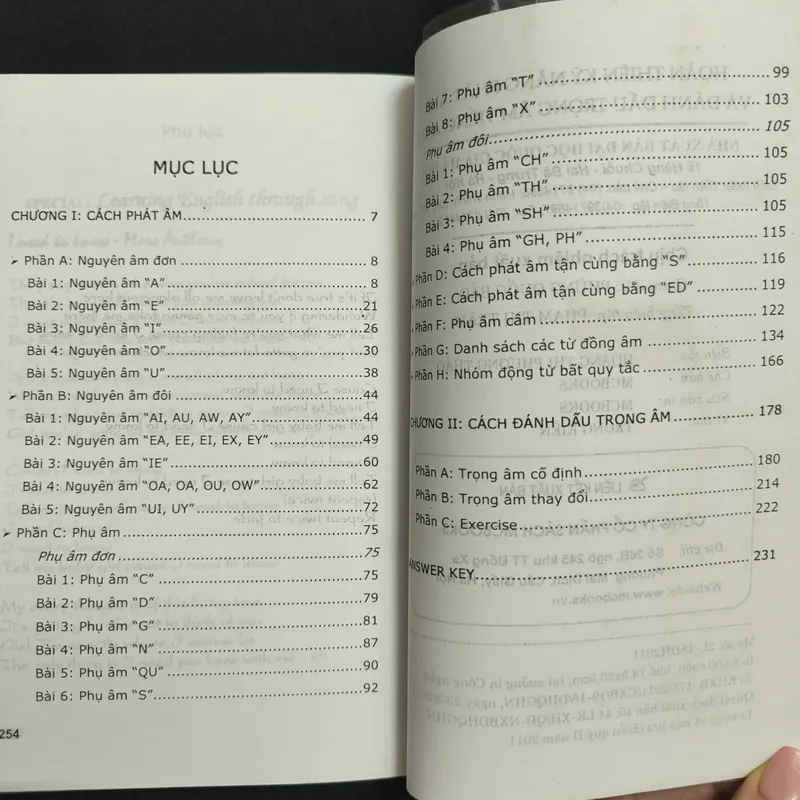 MỤC LỤC
CHƯƠNG I: CÁCH PHÁT ÂM..................................7
➢ Phần A: Nguyên âm đơn..................................8
Bài 1: Nguyên âm “A”..................................8
Bài 2: Nguyên âm “E”..................................21
Bài 3: Nguyên âm “I”..................................26
Bài 4: Nguyên âm “O”..................................30
Bài 5: Nguyên âm “U”..................................38
➢ Phần B: Nguyên âm đôi..................................44
Bài 1: Nguyên âm “AI, AU, AW, AY”......................44
Bài 2: Nguyên âm “EA, EE, EI, EX, EY”..................49
Bài 3: Nguyên âm “IE”..................................60
Bài 4: Nguyên âm “OA, OA, OU, OW”......................62
Bài 5: Nguyên âm “UI, UY”..............................72
➢ Phần C: Phụ âm..................................75
Phụ âm đơn..................................75
Bài 1: Phụ âm “C”..................................75
Bài 2: Phụ âm “D”..................................79
Bài 3: Phụ âm “G”..................................81
Bài 4: Phụ âm “N”..................................87
Bài 5: Phụ âm “QU”..................................90
Bài 6: Phụ âm “S”..................................92
254
Bài 7: Phụ âm “T”..................................99
Bài 8: Phụ âm “X”..................................103
Phụ âm đôi..................................105
Bài 1: Phụ âm “CH”..................................105
Bài 2: Phụ âm “TH”..................................105
Bài 3: Phụ âm “SH”..................................105
Bài 4: Phụ âm “GH, PH”..............................115
Phần D: Cách phát âm tận cùng bằng “S”..............116
Phần E: Cách phát âm tận cùng bằng “ED”.............119
Phần F: Phụ âm câm..................................128
Phần G: Danh sách các từ đồng âm....................134
Phần H: Nhóm động từ bất quy tắc....................166
CHƯƠNG II: CÁCH ĐÁNH DẤU TRỌNG ÂM...................178
Phần A: Trọng âm cố định............................180
Phần B: Trọng âm thay đổi...........................214
Phần C: Exercise..................................222
ANSWER KEY..................................231